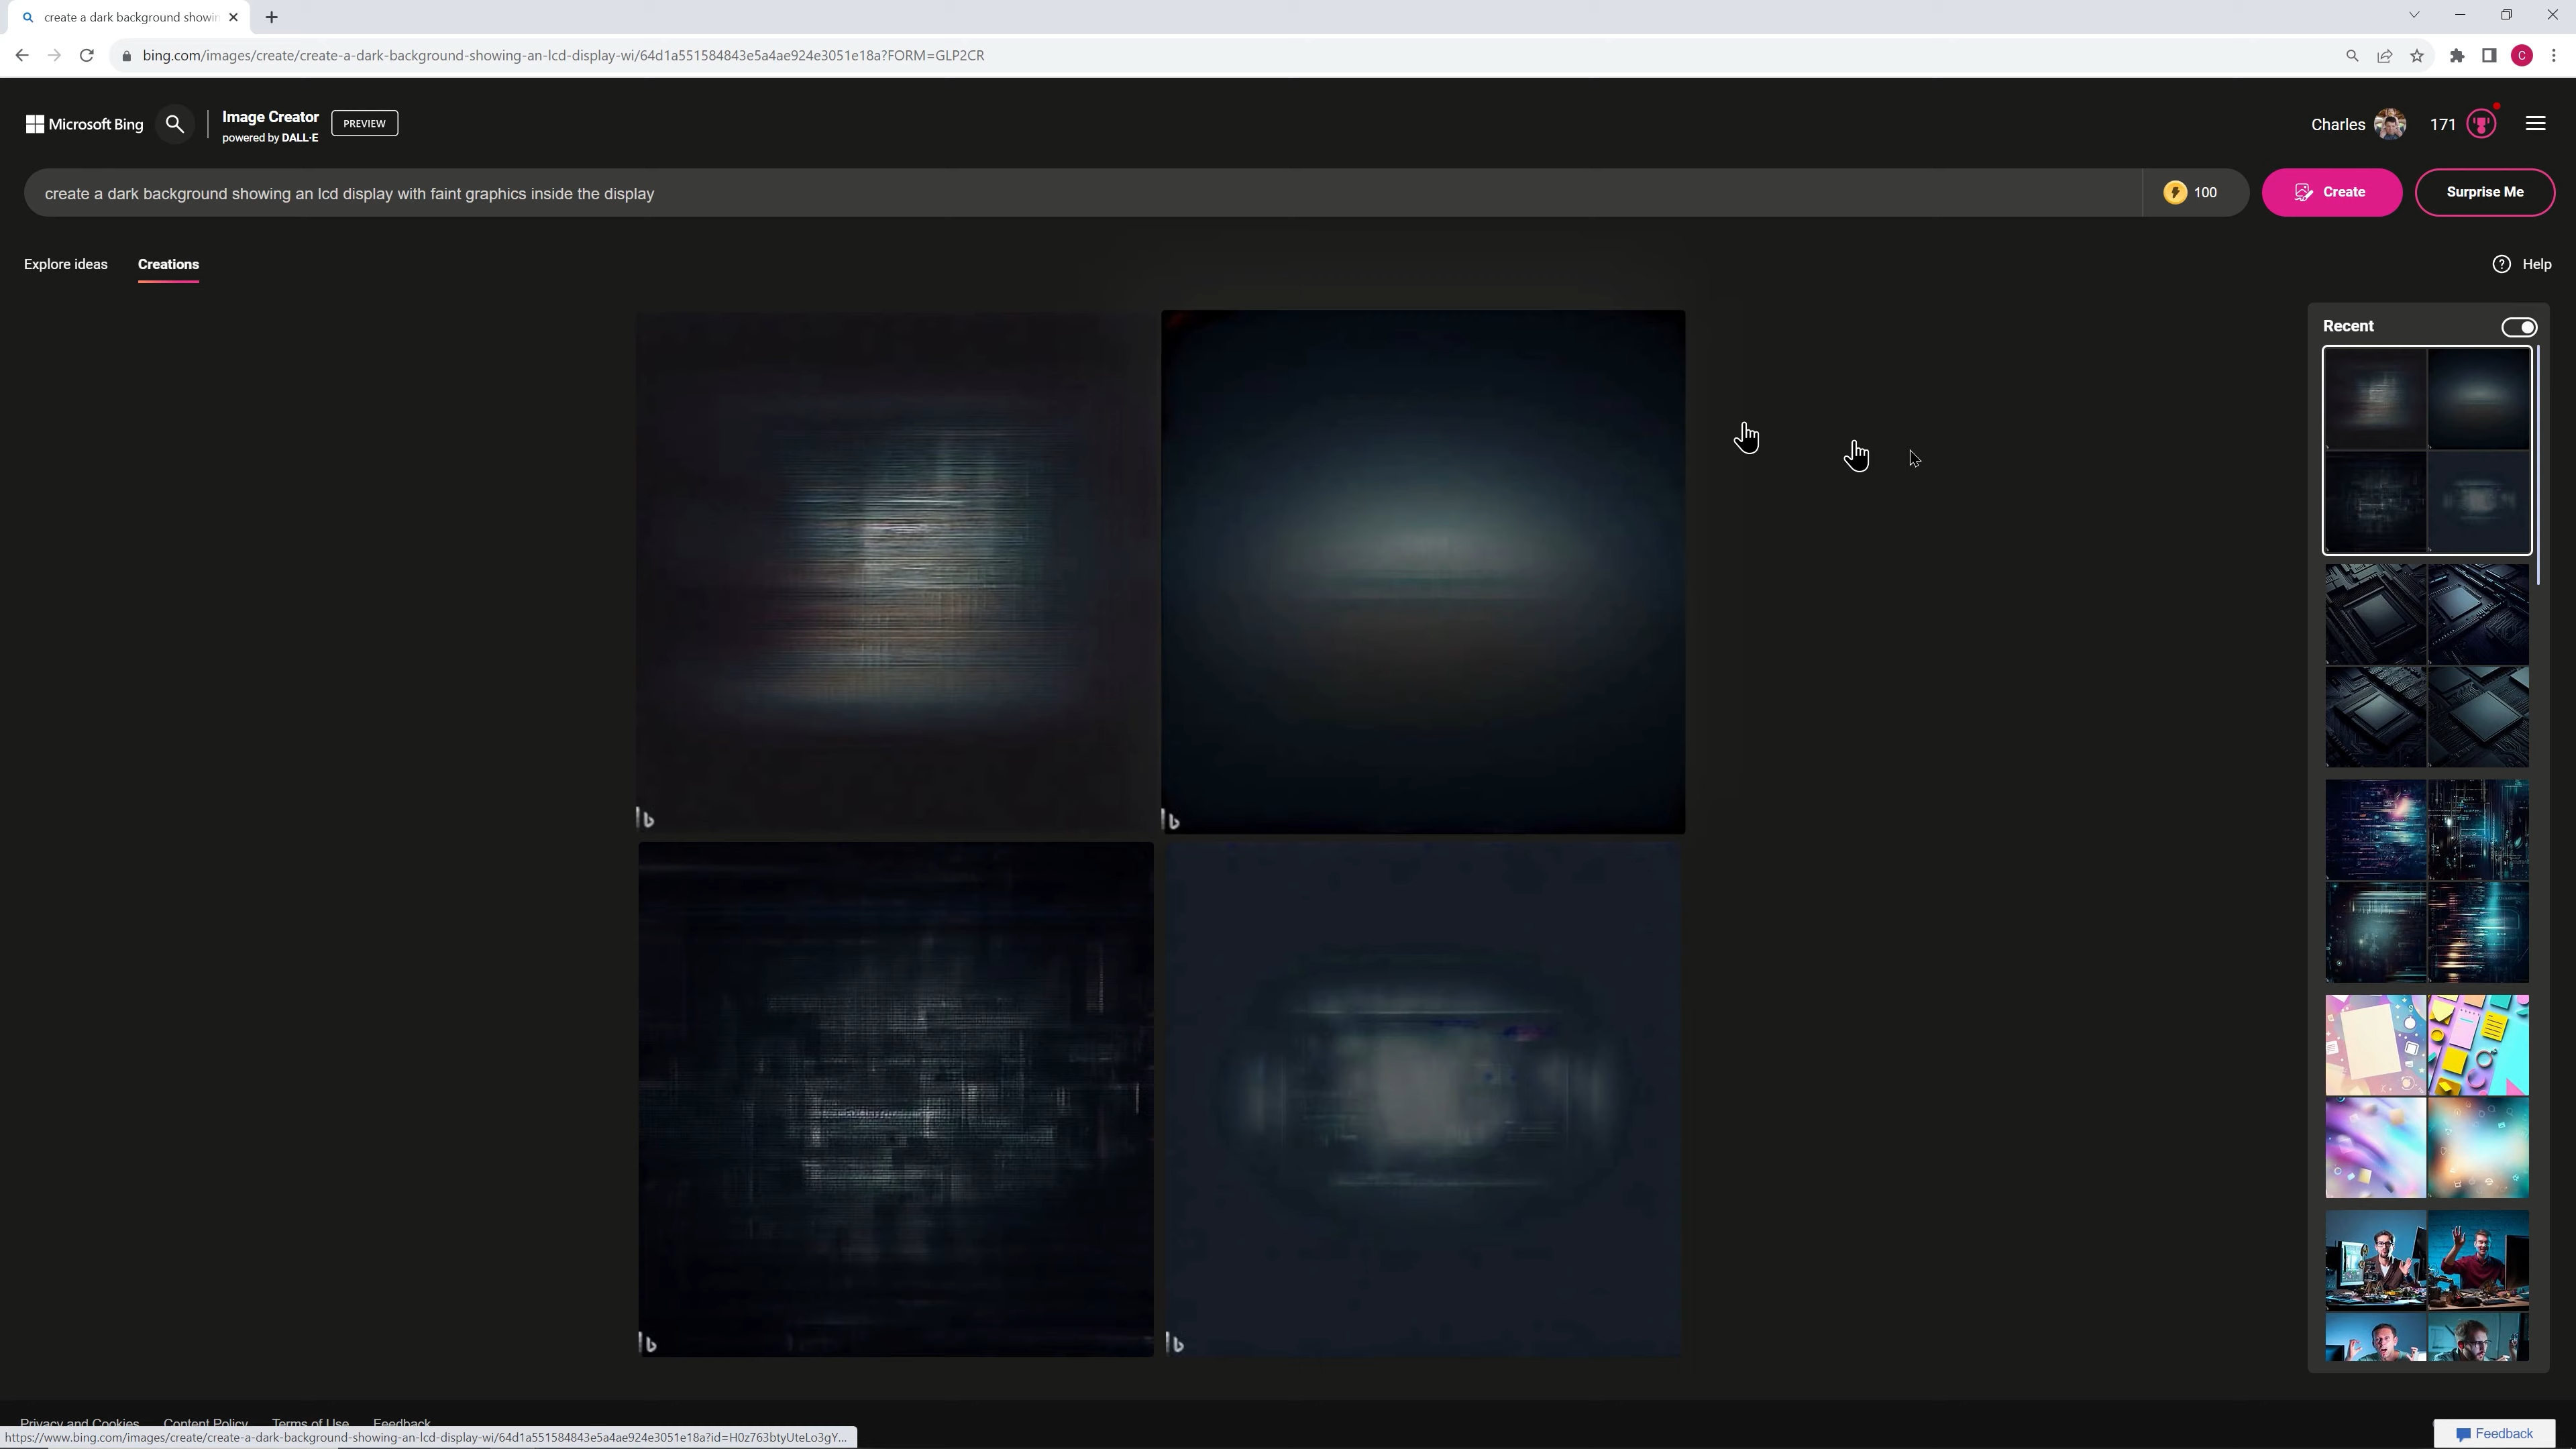 create a dark background showin
bing.com/images/create/create-a-dark-background-showing-an-lcd-display-wi/64d1a551584843e5a4ae924e3051e18a?FORM=GLP2CR
C
Microsoft Bing
Image Creator
powered by DALL·E
PREVIEW
Charles
171
create a dark background showing an lcd display with faint graphics inside the display
100
Create
Surprise Me
Explore ideas
Creations
Help
Recent
b
b
b
b
Privacy and Cookies
Content Policy
Terms of Use
Feedback
https://www.bing.com/images/create/create-a-dark-background-showing-an-lcd-display-wi/64d1a551584843e5a4ae924e3051e18a?id=H0z763btyUteLo3gY...
Feedback